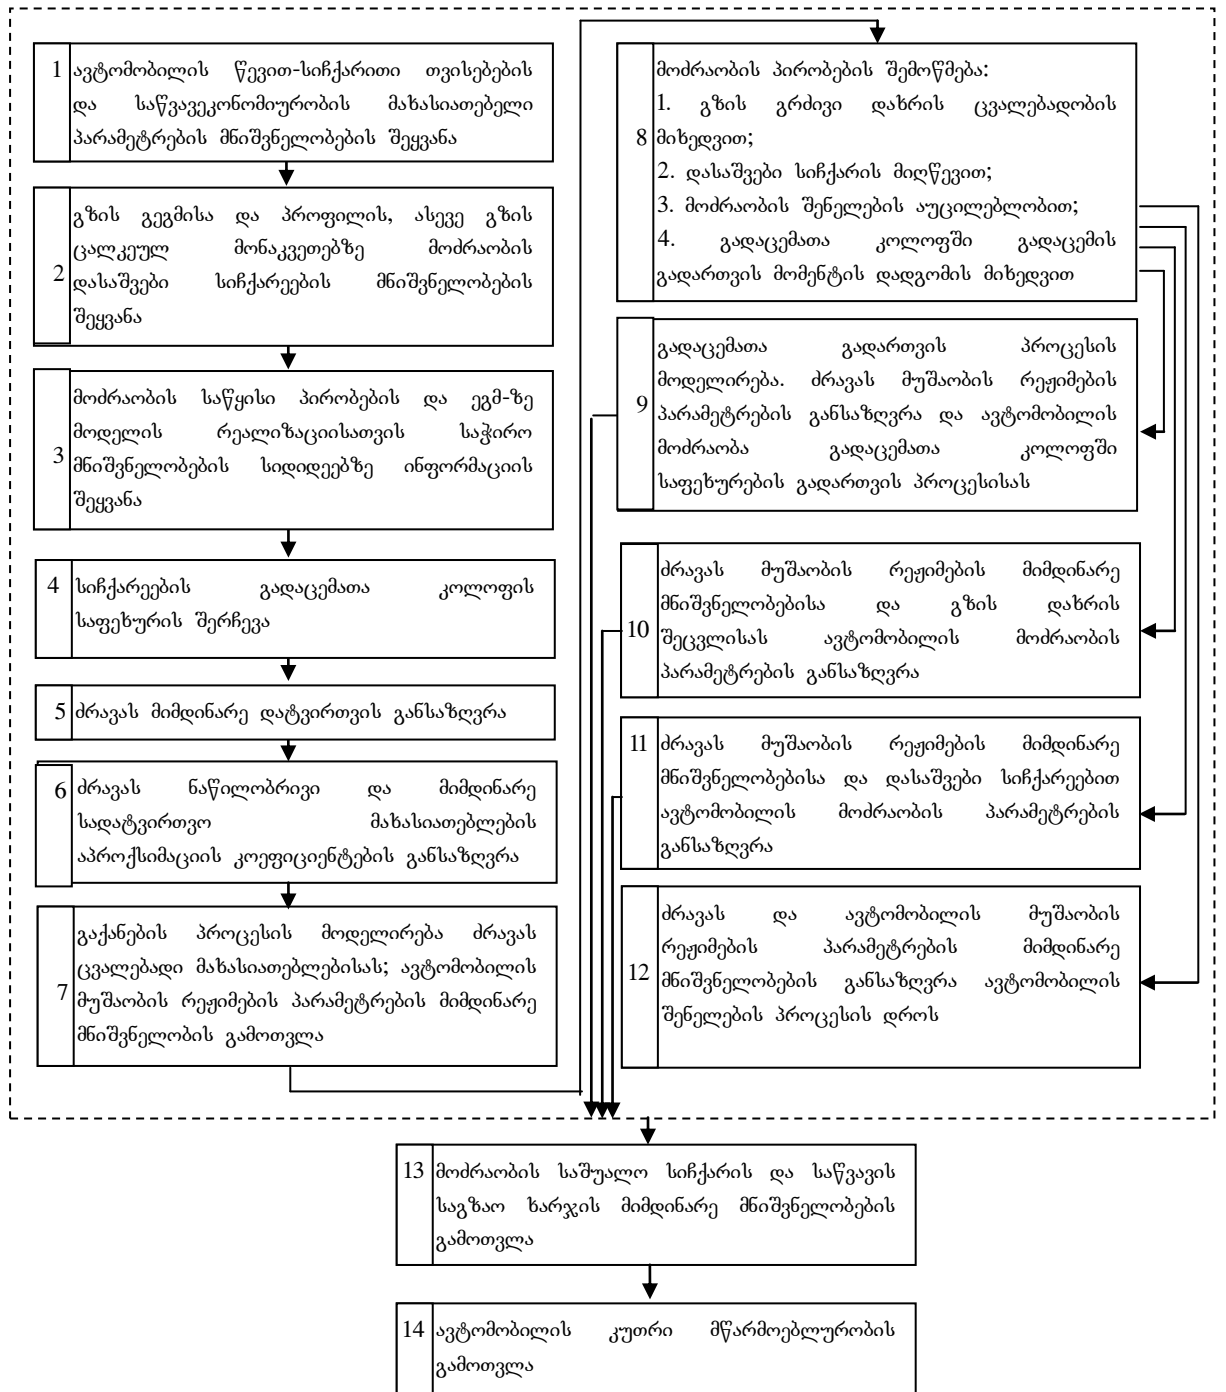 1 ავტომობილის წევით-სიჩქარითი თვისებების
და საწვავეკონომიურობის მახასიათებელი
პარამეტრების მნიშვნელობების შეყვანა
2 გზის გეგმისა და პროფილის, ასევე გზის
ცალკეულ მონაკვეთებზე მოძრაობის
დასაშვები სიჩქარეების მნიშვნელობების
შეყვანა
3 მოძრაობის საწყისი პირობების და ეგმ-ზე
მოდელის რეალიზაციისათვის საჭირო
მნიშვნელობების სიდიდეებზე ინფორმაციის
შეყვანა
4 სიჩქარეების გადაცემათა კოლოფის
საფეხურის შერჩევა
5 ძრავას მიმდინარე დატვირთვის განსაზღვრა
6 ძრავას ნაწილობრივი და მიმდინარე
სადატვირთვო მახასიათებლების
აპროქსიმაციის კოეფიციენტების განსაზღვრა
7 გაქანების პროცესის მოდელირება ძრავას
ცვალებადი მახასიათებლებისას; ავტომობილის
მუშაობის რეჟიმების პარამეტრების მიმდინარე
მნიშვნელობის გამოთვლა
8 მოძრაობის პირობების შემოწმება:
1. გზის გრძივი დახრის ცვალებადობის
მიხედვით;
2. დასაშვები სიჩქარის მიღწევით;
3. მოძრაობის შენელების აუცილებლობით;
4. გადაცემათა კოლოფში გადაცემის
გადართვის მომენტის დადგომის მიხედვით
9 გადაცემათა გადართვის პროცესის
მოდელირება. ძრავას მუშაობის რეჟიმების
პარამეტრების განსაზღვრა და ავტომობილის
მოძრაობა გადაცემათა კოლოფში
საფეხურების გადართვის პროცესისას
10 ძრავას მუშაობის რეჟიმების მიმდინარე
მნიშვნელობებისა და გზის დახრის
შეცვლისას ავტომობილის მოძრაობის
პარამეტრების განსაზღვრა
11 ძრავას მუშაობის რეჟიმების მიმდინარე
მნიშვნელობებისა და დასაშვები სიჩქარეებით
ავტომობილის მოძრაობის პარამეტრების
განსაზღვრა
12 ძრავას და ავტომობილის მუშაობის
რეჟიმების პარამეტრების მიმდინარე
მნიშვნელობების განსაზღვრა ავტომობილის
შენელების პროცესის დროს
13 მოძრაობის საშუალო სიჩქარის და საწვავის
საგზაო ხარჯის მიმდინარე მნიშვნელობების
გამოთვლა
14 ავტომობილის კუთრი მწარმოებლურობის
გამოთვლა